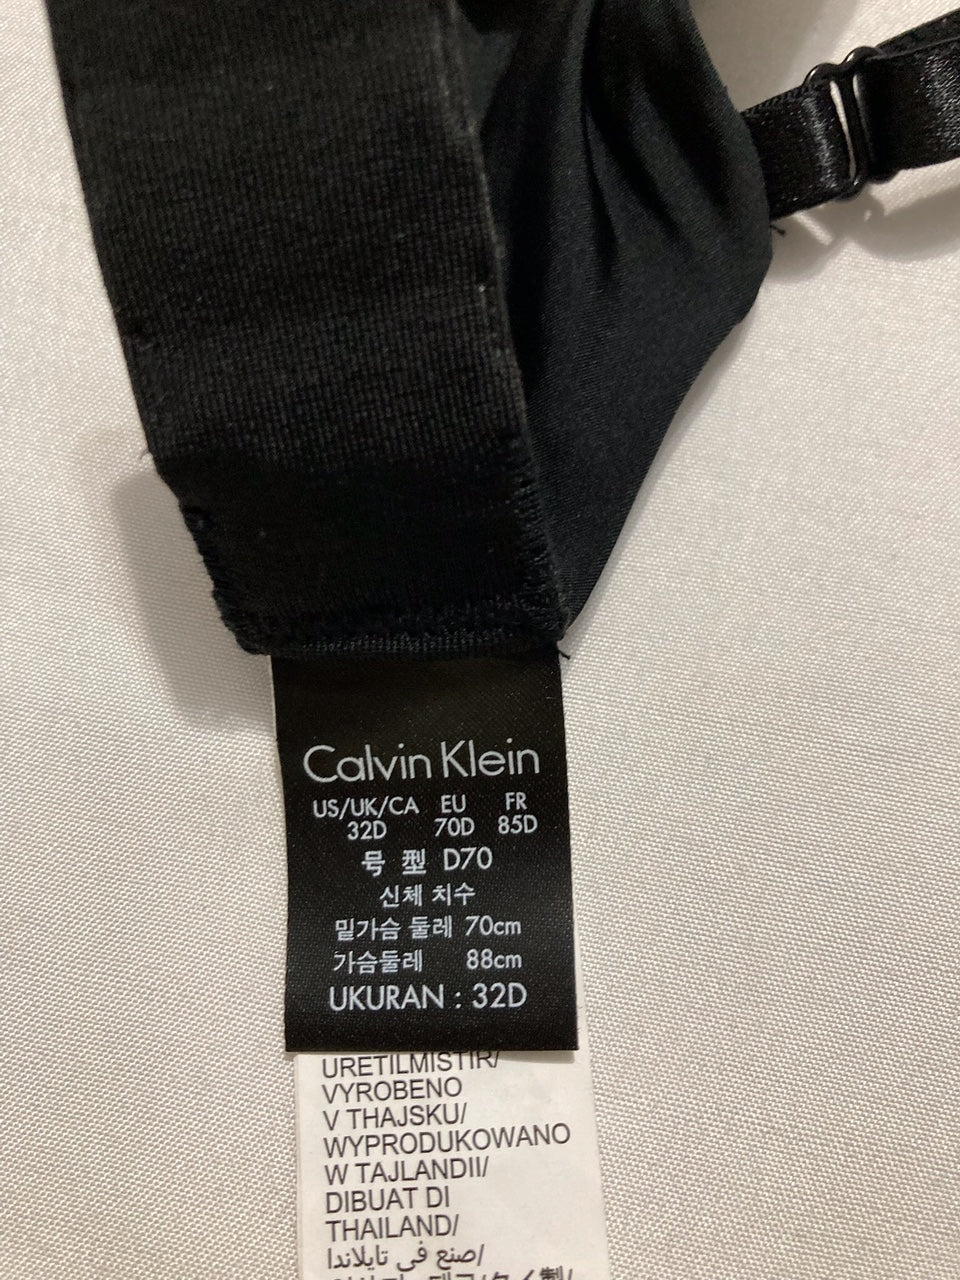 Calvin Klein
US/UK/CA EU FR
32D 70D 85D
号 型 D70
신체 치수
밑가슴 둘레 70cm
가슴둘레 88cm
UKURAN : 32D
URETILMISTIR/
VYROBENO
V THAJSKU/
WYPRODUKOWANO
W TAJLANDII/
DIBUAT DI
THAILAND/
صنع في تايلاندا/